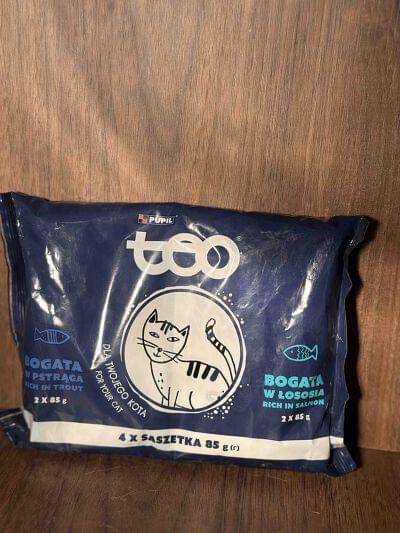 PUPIL
too
DLA TWOJEGO KOTA
FOR YOUR CAT
BOGATA
W PSTRĄGA
RICH IN TROUT
2 X 85 g
BOGATA
W ŁOSOSIA
RICH IN SALMON
2 X 85 g
4 X SASZETKA 85 g (r)